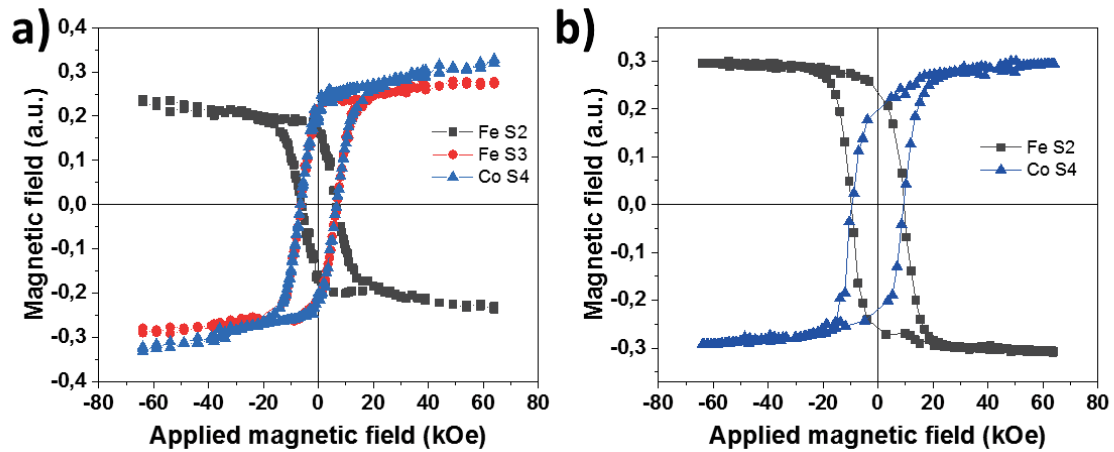 a)
0,4
0,3
0,2
0,1
0,0
-0,1
-0,2
-0,3
-0,4
Magnetic field (a.u.)
Fe S2
Fe S3
Co S4
-80 -60 -40 -20 0 20 40 60 80
Applied magnetic field (kOe)
b)
0,3
0,2
0,1
0,0
-0,1
-0,2
-0,3
Magnetic field (a.u.)
Fe S2
Co S4
-80 -60 -40 -20 0 20 40 60 80
Applied magnetic field (kOe)